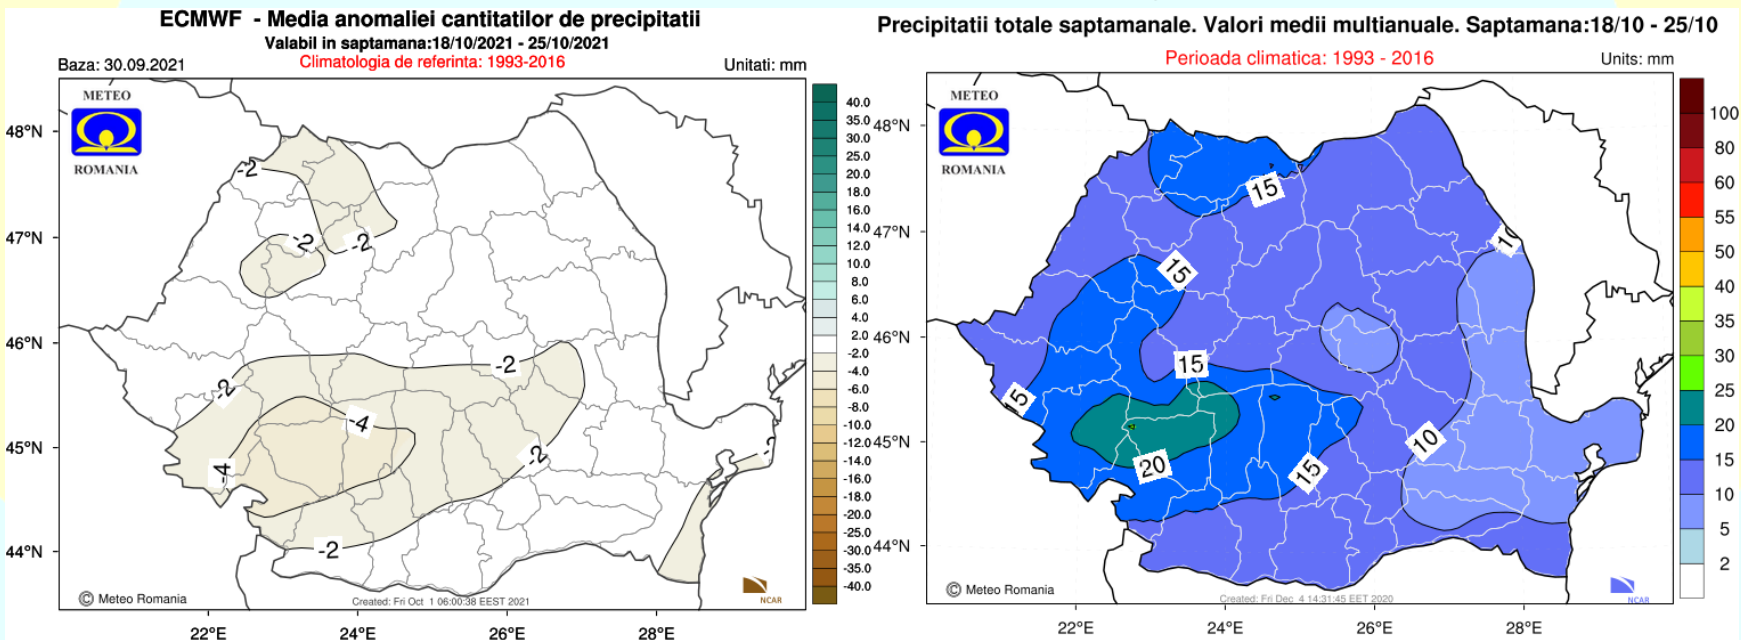 ECMWF - Media anomaliei cantitatilor de precipitatii
Valabil in saptamana:18/10/2021 - 25/10/2021
Climatologia de referinta: 1993-2016
Baza: 30.09.2021
Unitati: mm
METEO
ROMANIA
48°N
47°N
46°N
45°N
44°N
22°E
24°E
26°E
28°E
-2
-2
-2
-2
-2
-4
-4
-2
-2
40.0
35.0
30.0
25.0
20.0
18.0
16.0
14.0
12.0
10.0
8.0
6.0
4.0
2.0
-2.0
-4.0
-6.0
-8.0
-10.0
-12.0
-14.0
-16.0
-18.0
-20.0
-25.0
-30.0
-35.0
-40.0
© Meteo Romania
Created: Fri Oct 1 06:00:38 EEST 2021
NCAR
Precipitatii totale saptamanale. Valori medii multianuale. Saptamana:18/10 - 25/10
Perioada climatica: 1993 - 2016
Units: mm
METEO
ROMANIA
48°N
47°N
46°N
45°N
44°N
22°E
24°E
26°E
28°E
15
15
15
20
15
10
100
80
60
55
50
40
35
30
25
20
15
10
5
2
© Meteo Romania
Created: Fri Dec 4 14:31:45 EET 2020
NCAR